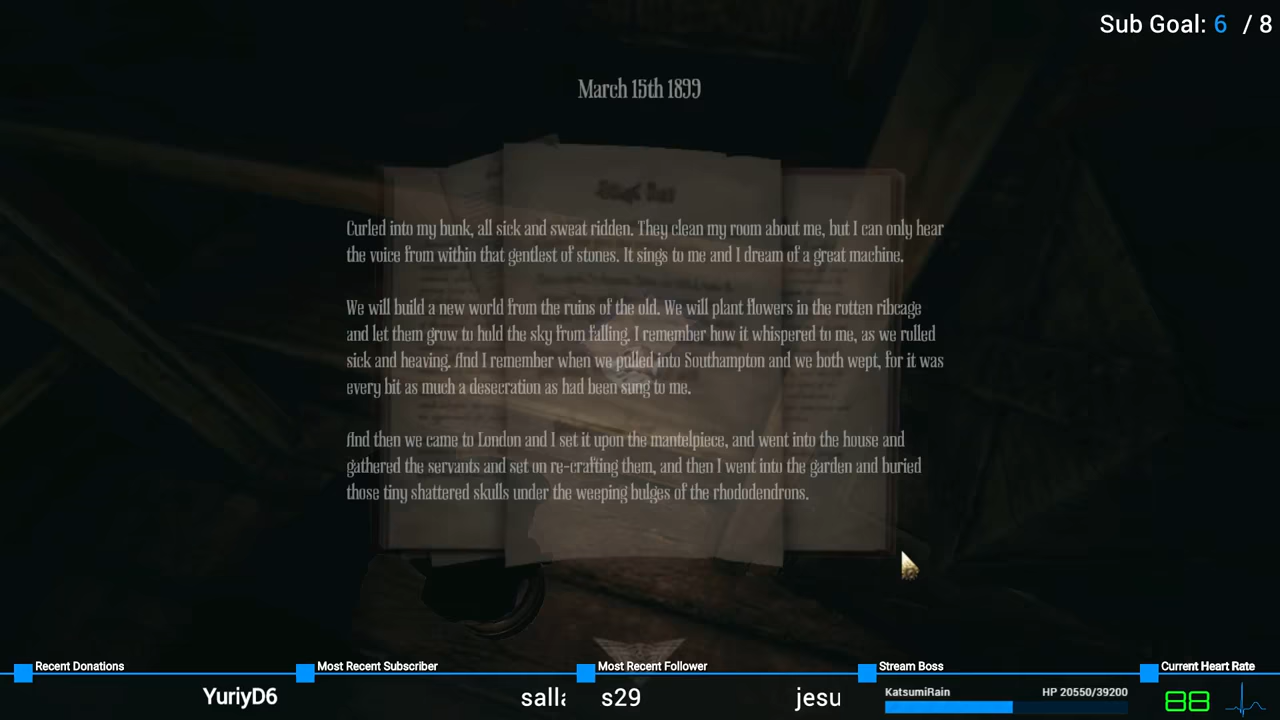 Sub Goal: 6 / 8
March 15th 1899
Curled into my bunk, all sick and sweat ridden. They clean my room about me, but I can only hear
the voice from within that gentlest of stones. It sings to me and I dream of a great machine.
We will build a new world from the ruins of the old. We will plant flowers in the rotten ribcage
and let them grow to hold the sky from falling. I remember how it whispered to me, as we rulled
sick and heaving. And I remember when we pulled into Southampton and we both wept, for it was
every bit as much a desecration as had been sung to me.
And then we came to London and I set it upon the mantelpiece, and went into the house and
gathered the servants and set on re-crafting them, and then I went into the garden and buried
those tiny shattered skulls under the weeping bulges of the rhododendrons.
Recent Donations
Most Recent Subscriber
Most Recent Follower
Stream Boss
Current Heart Rate
YuriyD6
salla
s29
jesu
KatsumiRain
HP 20550/39200
88